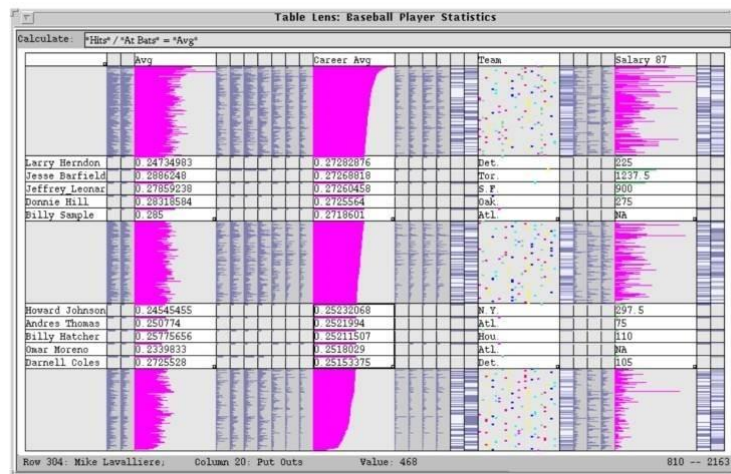 Table Lens: Baseball Player Statistics
Calculate: "Hits" / "At Bats" = "Avg"
Avg Career Avg Team Salary 87
Larry Herndon 0.24734983 0.27282876 Det. 225
Jesse Barfield 0.2886248 0.27268818 Tor. 1237.5
Jeffrey Leonar 0.27859238 0.27260458 S.F. 900
Donnie Hill 0.28318584 0.2725564 Oak. 275
Billy Sample 0.285 0.2718601 Atl. NA
Howard Johnson 0.24545455 0.25232068 N.Y. 297.5
Andres Thomas 0.250774 0.2521994 Atl. 75
Billy Hatcher 0.25775656 0.25211507 Hou. 110
Omar Moreno 0.2339833 0.2518029 Atl. NA
Darnell Coles 0.2725528 0.25153375 Det. 105
Row 304: Mike Lavalliere; Column 20: Put Outs Value: 468 810 -- 2163